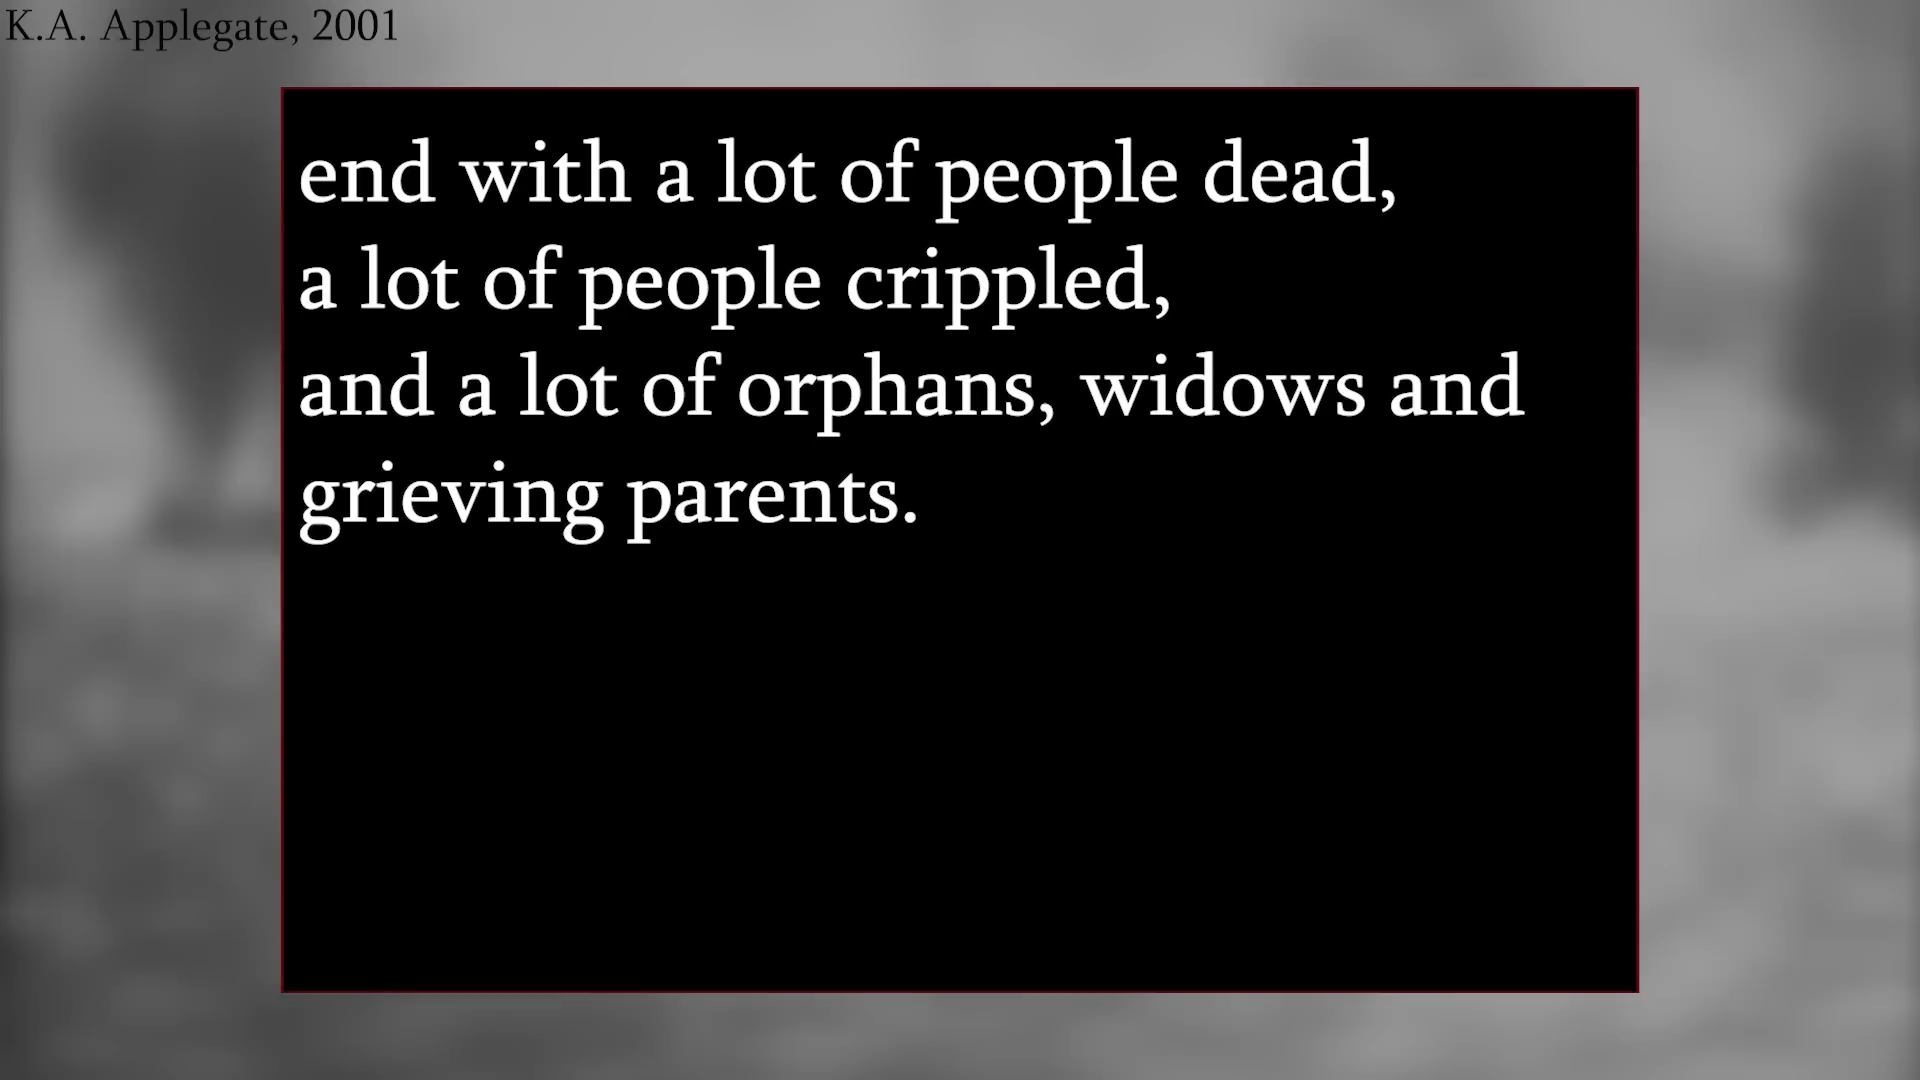 K.A. Applegate, 2001
end with a lot of people dead,
a lot of people crippled,
and a lot of orphans, widows and
grieving parents.